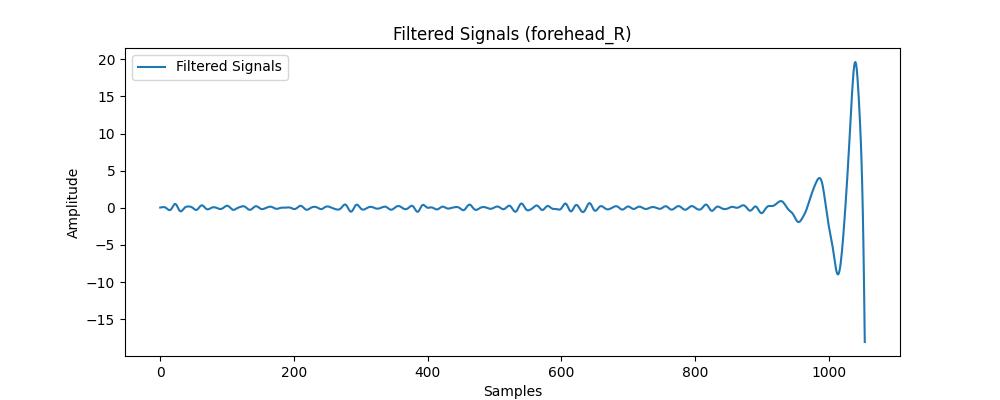 Filtered Signals (forehead_R)
Filtered Signals
20
15
10
5
0
−5
−10
−15
Amplitude
0 200 400 600 800 1000
Samples